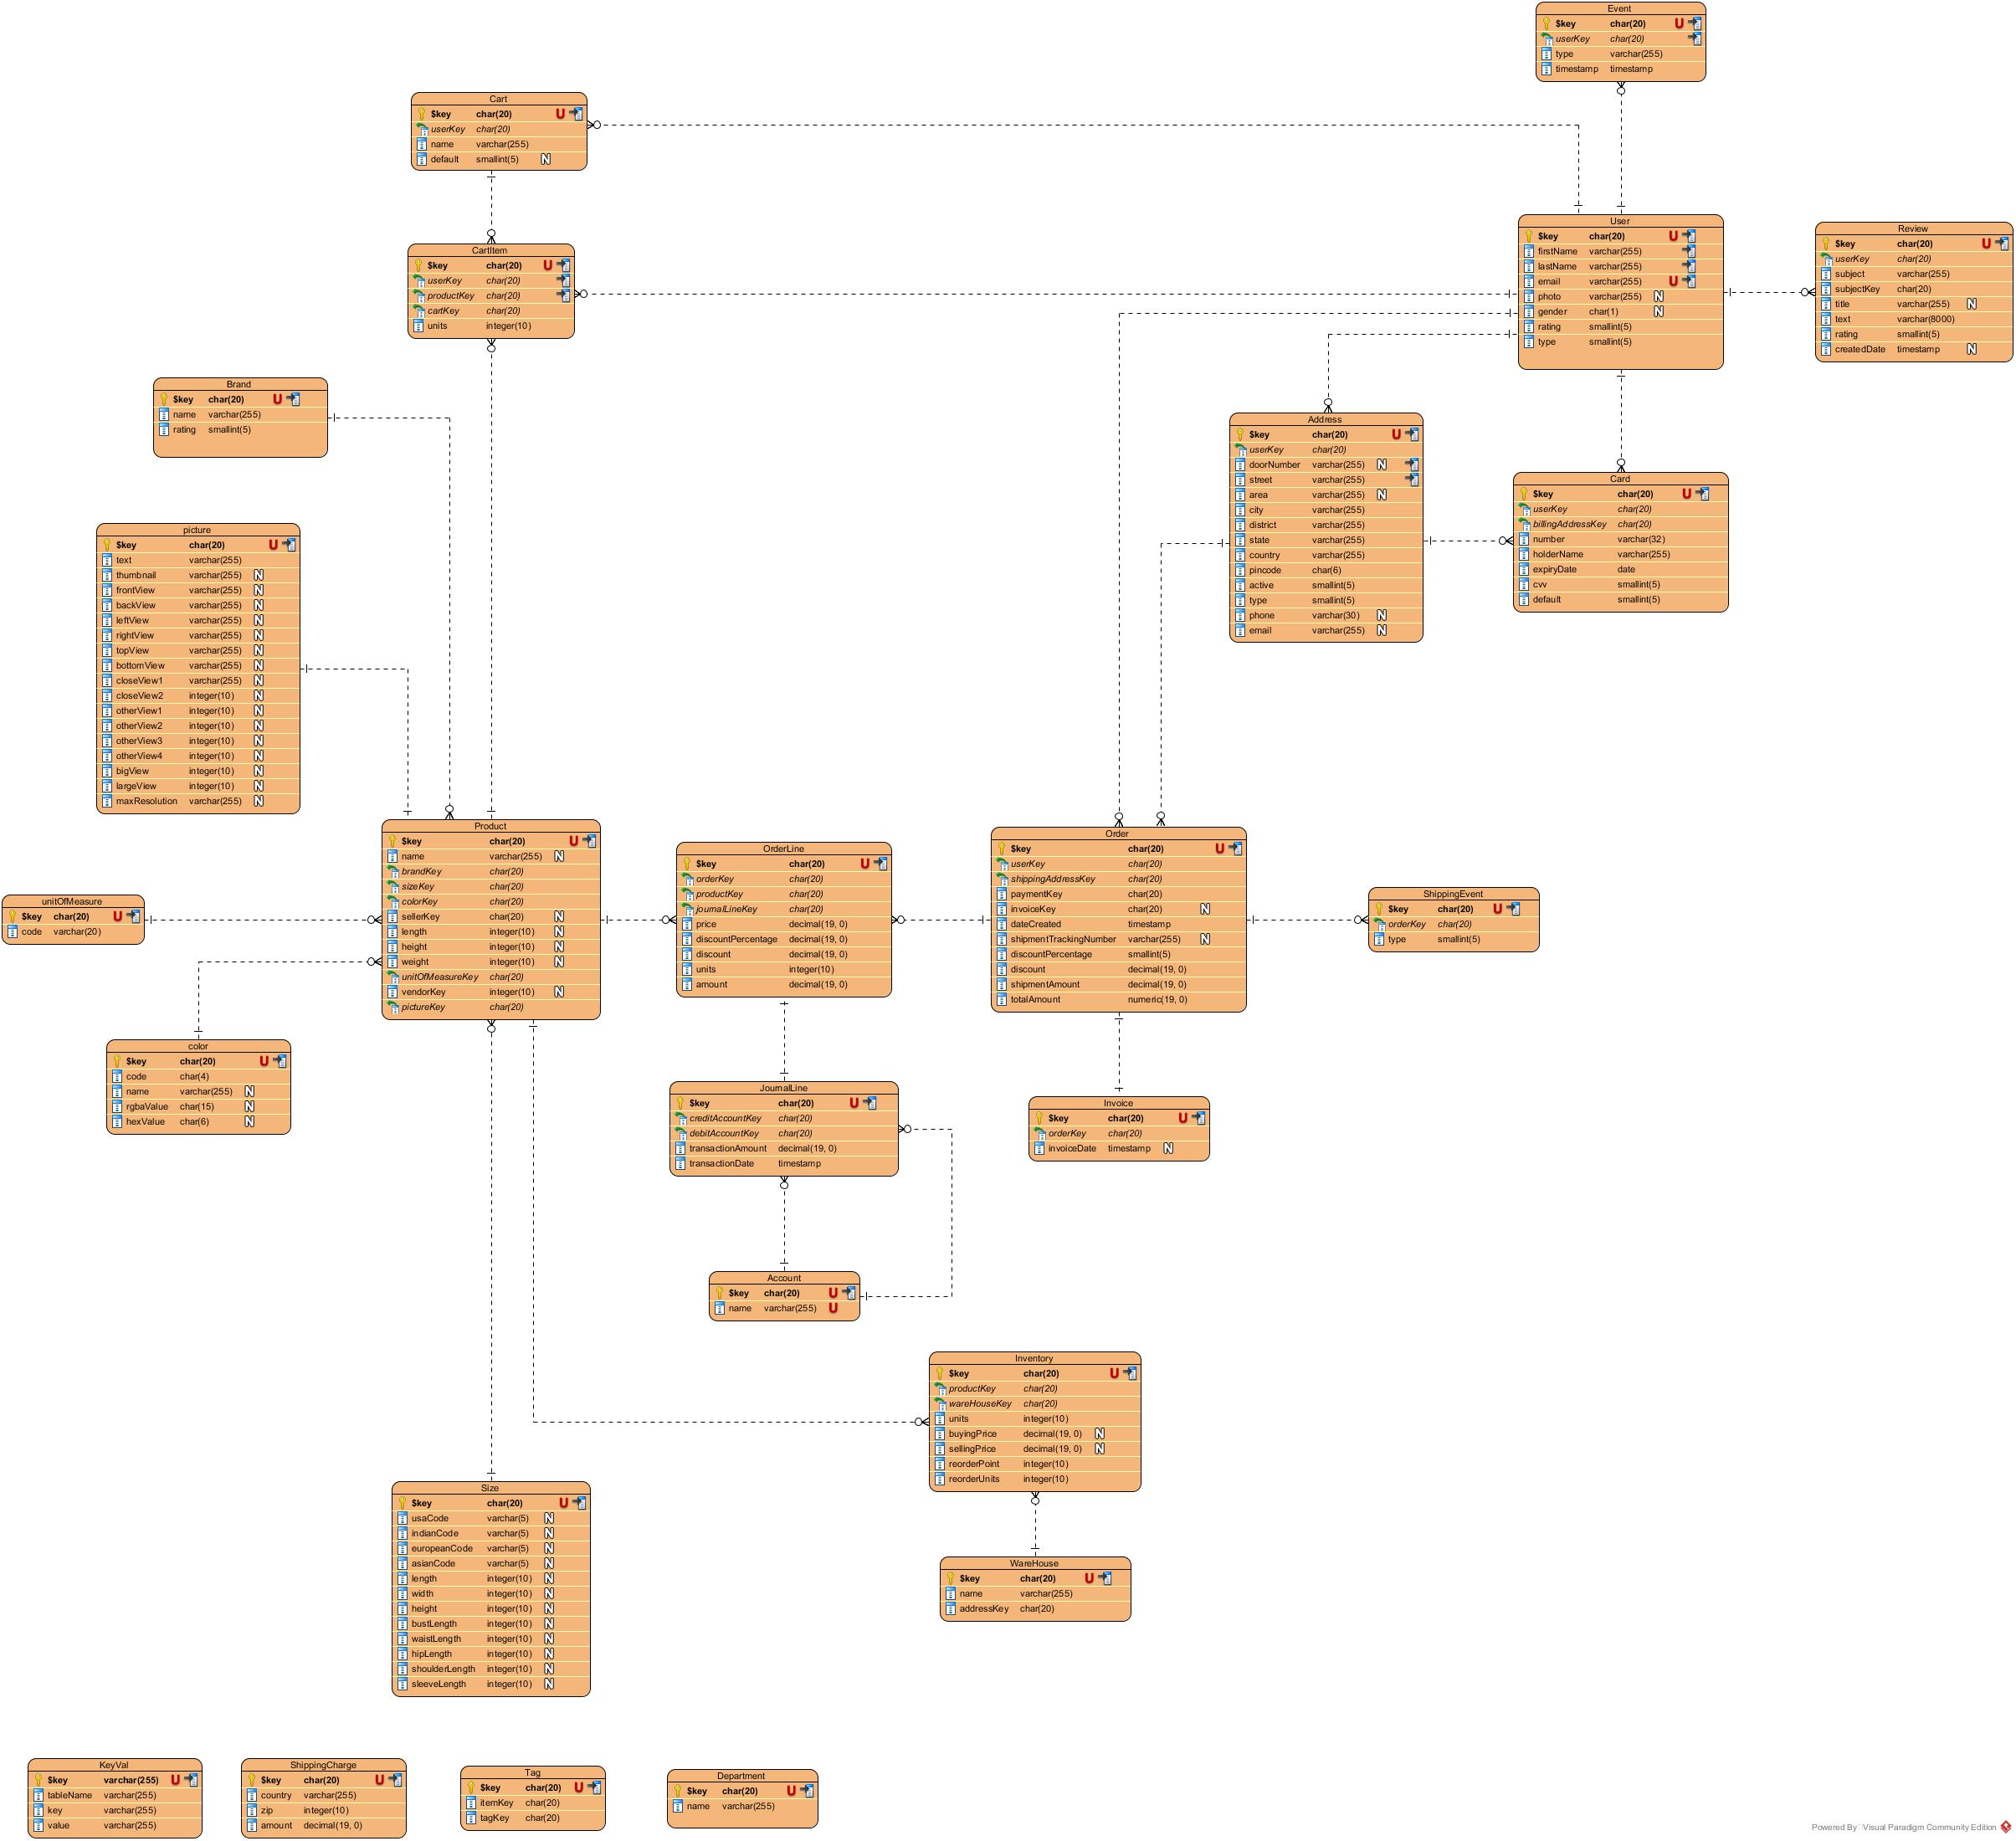 Event
$key char(20) U
userKey char(20)
type varchar(255)
timestamp timestamp
Cart
$key char(20) U
userKey char(20)
name varchar(255)
default smallint(5) N
User
$key char(20) U
firstName varchar(255)
lastName varchar(255)
email varchar(255) U
photo varchar(255) N
gender char(1) N
rating smallint(5)
type smallint(5)
Review
$key char(20) U
userKey char(20)
subject varchar(255)
subjectKey char(20)
title varchar(255) N
text varchar(8000)
rating smallint(5)
createdDate timestamp N
CartItem
$key char(20) U
userKey char(20)
productKey char(20)
cartKey char(20)
units integer(10)
Brand
$key char(20) U
name varchar(255)
rating smallint(5)
Address
$key char(20) U
userKey char(20)
doorNumber varchar(255) N
street varchar(255)
area varchar(255) N
city varchar(255)
district varchar(255)
state varchar(255)
country varchar(255)
pincode char(6)
active smallint(5)
type smallint(5)
phone varchar(30) N
email varchar(255) N
Card
$key char(20) U
userKey char(20)
billingAddressKey char(20)
number varchar(32)
holderName varchar(255)
expiryDate date
cvv smallint(5)
default smallint(5)
picture
$key char(20) U
text varchar(255)
thumbnail varchar(255) N
frontView varchar(255) N
backView varchar(255) N
leftView varchar(255) N
rightView varchar(255) N
topView varchar(255) N
bottomView varchar(255) N
closeView1 varchar(255) N
closeView2 integer(10) N
otherView1 integer(10) N
otherView2 integer(10) N
otherView3 integer(10) N
otherView4 integer(10) N
bigView integer(10) N
largeView integer(10) N
maxResolution varchar(255) N
Product
$key char(20) U
name varchar(255) N
brandKey char(20)
sizeKey char(20)
colorKey char(20)
sellerKey char(20) N
length integer(10) N
height integer(10) N
weight integer(10) N
unitOfMeasureKey char(20)
vendorKey integer(10) N
pictureKey char(20)
OrderLine
$key char(20) U
orderKey char(20)
productKey char(20)
journalLineKey char(20)
price decimal(19, 0)
discountPercentage decimal(19, 0)
discount decimal(19, 0)
units integer(10)
amount decimal(19, 0)
Order
$key char(20) U
userKey char(20)
shippingAddressKey char(20)
paymentKey char(20)
invoiceKey char(20) N
dateCreated timestamp
shipmentTrackingNumber varchar(255) N
discountPercentage smallint(5)
discount decimal(19, 0)
shipmentAmount decimal(19, 0)
totalAmount numeric(19, 0)
ShippingEvent
$key char(20) U
orderKey char(20)
type smallint(5)
unitOfMeasure
$key char(20) U
code varchar(20)
color
$key char(20) U
code char(4)
name varchar(255) N
rgbaValue char(15) N
hexValue char(6) N
JournalLine
$key char(20) U
creditAccountKey char(20)
debitAccountKey char(20)
transactionAmount decimal(19, 0)
transactionDate timestamp
Invoice
$key char(20) U
orderKey char(20)
invoiceDate timestamp N
Account
$key char(20) U
name varchar(255) U
Inventory
$key char(20) U
productKey char(20)
wareHouseKey char(20)
units integer(10)
buyingPrice decimal(19, 0) N
sellingPrice decimal(19, 0) N
reorderPoint integer(10)
reorderUnits integer(10)
Size
$key char(20) U
usaCode varchar(5) N
indianCode varchar(5) N
europeanCode varchar(5) N
asianCode varchar(5) N
length integer(10) N
width integer(10) N
height integer(10) N
bustLength integer(10) N
waistLength integer(10) N
hipLength integer(10) N
shoulderLength integer(10) N
sleeveLength integer(10) N
WareHouse
$key char(20) U
name varchar(255)
addressKey char(20)
KeyVal
$key varchar(255) U
tableName varchar(255)
key varchar(255)
value varchar(255)
ShippingCharge
$key char(20) U
country varchar(255)
zip integer(10)
amount decimal(19, 0)
Tag
$key char(20) U
itemKey char(20)
tagKey char(20)
Department
$key char(20) U
name varchar(255)
Powered By Visual Paradigm Community Edition